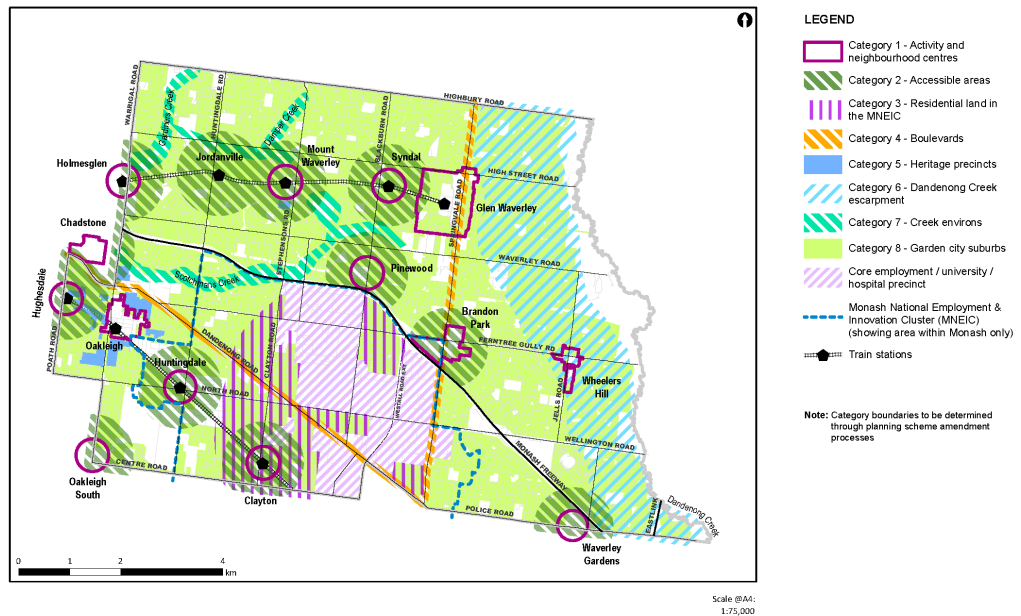 LEGEND
Category 1 - Activity and
neighbourhood centres
Category 2 - Accessible areas
Category 3 - Residential land in
the MNEIC
Category 4 - Boulevards
Category 5 - Heritage precincts
Category 6 - Dandenong Creek
escarpment
Category 7 - Creek environs
Category 8 - Garden city suburbs
Core employment / university /
hospital precinct
Monash National Employment &
Innovation Cluster (MNEIC)
(showing area within Monash only)
Train stations
Note: Category boundaries to be determined
through planning scheme amendment
processes
WARRIGAL ROAD
Gardiners Creek
HUNTINGDALE RD
Damper Creek
BLACKBURN ROAD
HIGHBURY ROAD
Holmesglen
Jordanville
Mount
Waverley
Syndal
HIGH STREET ROAD
SPRINGVALE ROAD
Glen Waverley
Chadstone
STEPHENSONS RD
WAVERLEY ROAD
Scotchmans Creek
Pinewood
Hughesdale
Brandon
Park
Oakleigh
DANDENONG ROAD
CLAYTON ROAD
FERNTREE GULLY RD
POATH ROAD
Huntingdale
NORTH ROAD
JELLS ROAD
Wheelers
Hill
WELLINGTON ROAD
MONASH FREEWAY
CENTRE ROAD
Oakleigh
South
Clayton
POLICE ROAD
EASTLINK
Dandenong Creek
Waverley
Gardens
0 1 2 4
km
Scale @A4:
1:75,000